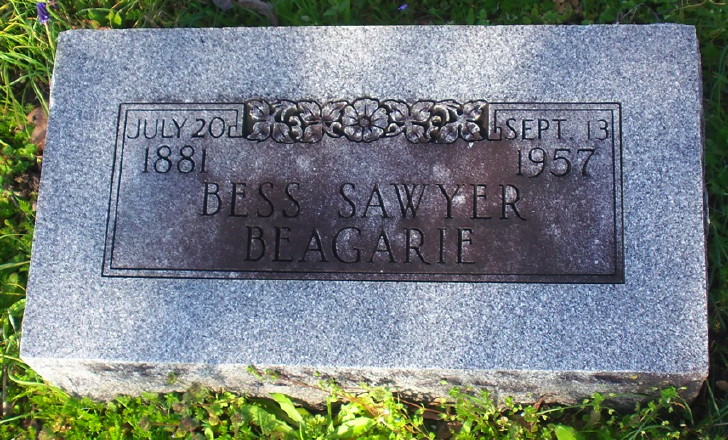 JULY 20 SEPT. 13
1881 1957
BESS SAWYER
BEAGARIE